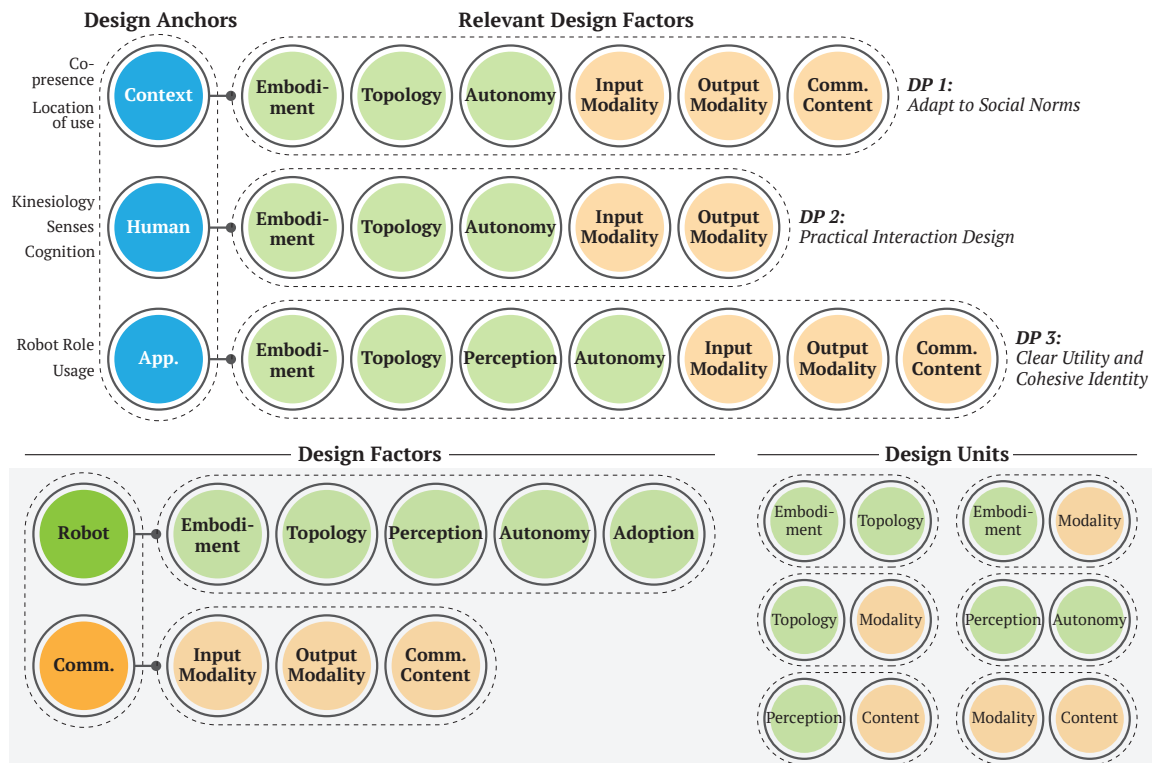 Design Anchors
Relevant Design Factors
Co-
presence
Location
of use
Context
Embodi-
ment
Topology
Autonomy
Input
Modality
Output
Modality
Comm.
Content
DP 1:
Adapt to Social Norms
Kinesiology
Senses
Cognition
Human
Embodi-
ment
Topology
Autonomy
Input
Modality
Output
Modality
DP 2:
Practical Interaction Design
Robot Role
Usage
App.
Embodi-
ment
Topology
Perception
Autonomy
Input
Modality
Output
Modality
Comm.
Content
DP 3:
Clear Utility and
Cohesive Identity
Design Factors
Robot
Embodi-
ment
Topology
Perception
Autonomy
Adoption
Comm.
Input
Modality
Output
Modality
Comm.
Content
Design Units
Embodi-
ment
Topology
Embodi-
ment
Modality
Topology
Modality
Perception
Autonomy
Perception
Content
Modality
Content